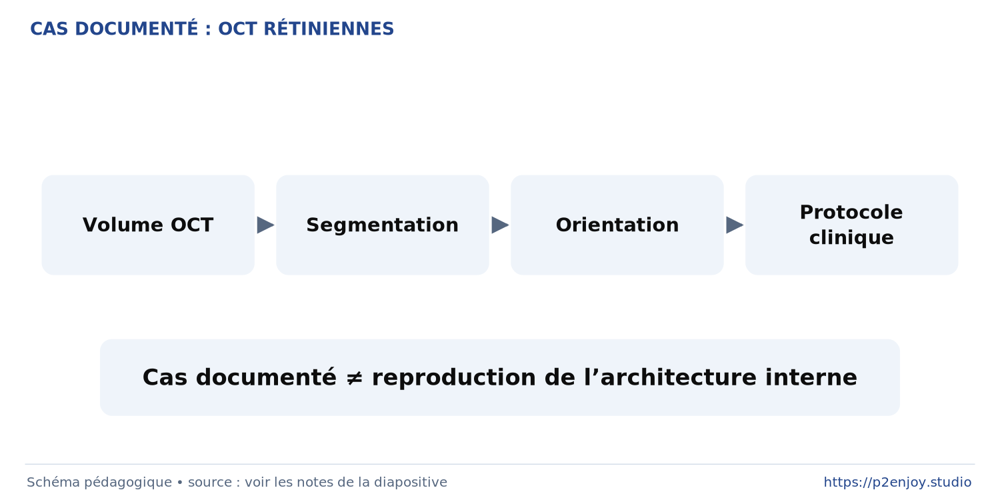 CAS DOCUMENTÉ : OCT RÉTINIENNES
Volume OCT
Segmentation
Orientation
Protocole
clinique
Cas documenté ≠ reproduction de l’architecture interne
Schéma pédagogique • source : voir les notes de la diapositive
https://p2enjoy.studio